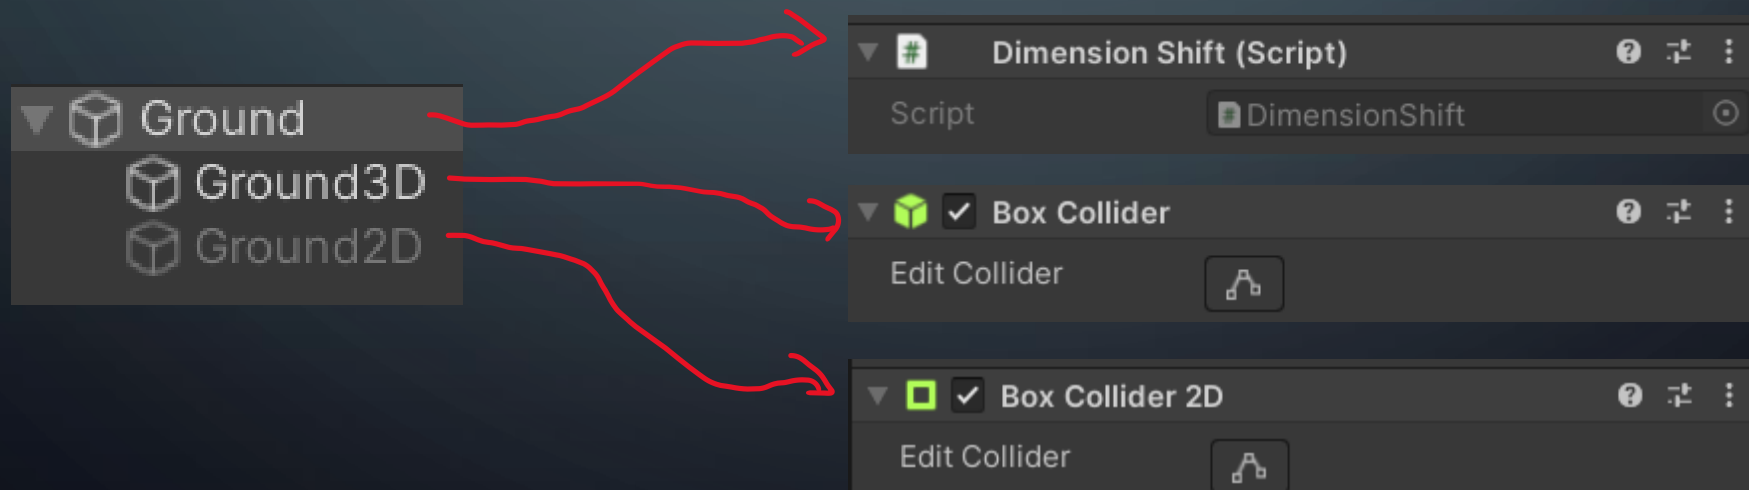 Ground
Ground3D
Ground2D
Dimension Shift (Script)
Script
DimensionShift
Box Collider
Edit Collider
Box Collider 2D
Edit Collider